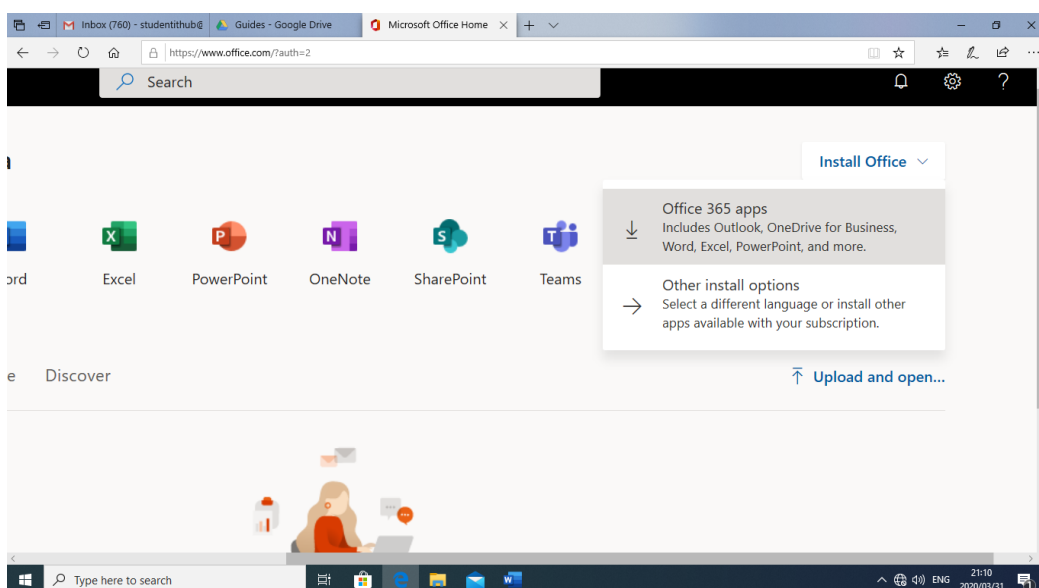 Inbox (760) - studentithub@
Guides - Google Drive
Microsoft Office Home
https://www.office.com/?auth=2
Search
Install Office
Office 365 apps
Includes Outlook, OneDrive for Business,
Word, Excel, PowerPoint, and more.
Other install options
Select a different language or install other
apps available with your subscription.
ord
Excel
PowerPoint
OneNote
SharePoint
Teams
e
Discover
Upload and open...
Type here to search
ENG
21:10
2020/03/31